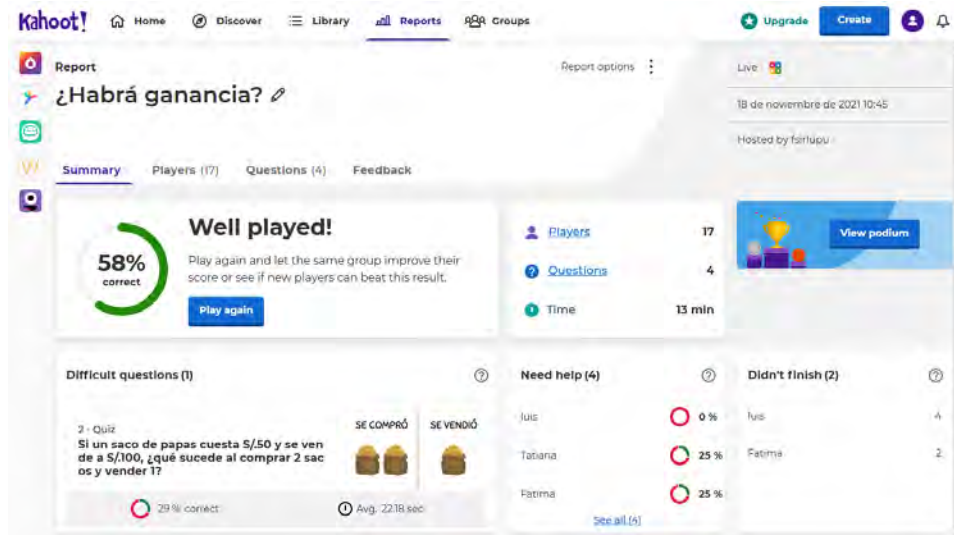 Kahoot! Home Discover Library Reports Groups Upgrade Create
Report
Report options
¿Habrá ganancia?
Live
18 de noviembre de 2021 10:45
Hosted by fsirlupu
Summary Players (17) Questions (4) Feedback
58%
correct
Well played!
Play again and let the same group improve their
score or see if new players can beat this result.
Play again
Players 17
Questions 4
Time 13 min
View podium
Difficult questions (1)
2 - Quiz
Si un saco de papas cuesta S/.50 y se ven
de a S/.100, ¿qué sucede al comprar 2 sac
os y vender 1?
SE COMPRÓ SE VENDIÓ
29 % correct Avg. 22.18 sec
Need help (4)
luis 0 %
Tatiana 25 %
Fatima 25 %
See all (4)
Didn't finish (2)
luis 4
Fatima 2